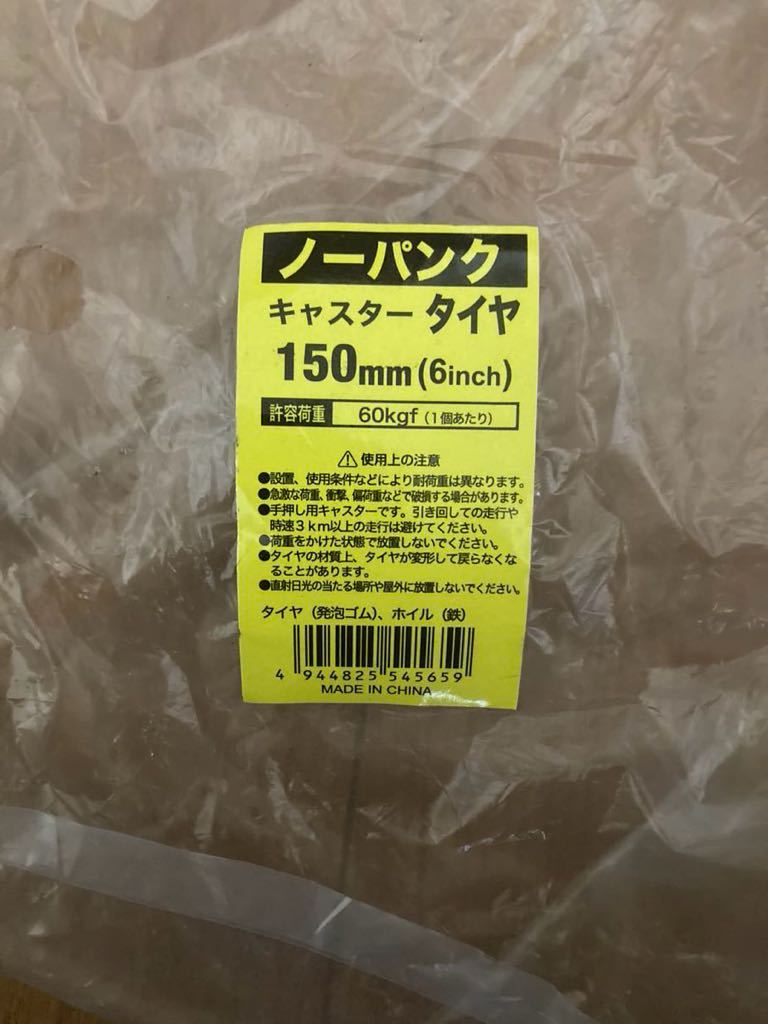 ノーパンク
キャスター タイヤ
150mm (6inch)
許容荷重 60kgf (1個あたり)
⚠使用上の注意
●設置、使用条件などにより耐荷重は異なります。
●急激な荷重、衝撃、偏荷重などで破損する場合があります。
●手押し用キャスターです。引き回しての走行や
時速3km以上の走行は避けてください。
●荷重をかけた状態で放置しないでください。
●タイヤの材質上、タイヤが変形して戻らなくな
ることがあります。
●直射日光の当たる場所や屋外に放置しないでください。
タイヤ(発泡ゴム)、ホイル(鉄)
4 944825 545659
MADE IN CHINA